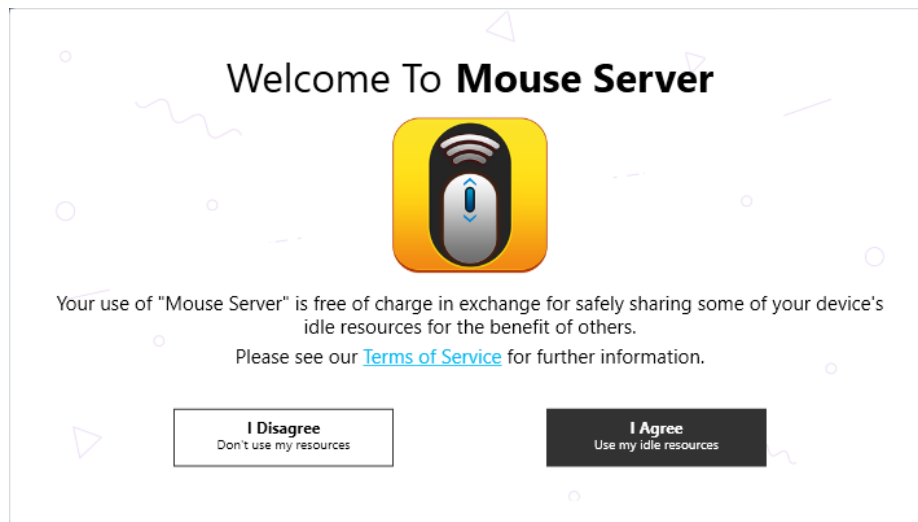 Welcome To Mouse Server
Your use of "Mouse Server" is free of charge in exchange for safely sharing some of your device's
idle resources for the benefit of others.
Please see our Terms of Service for further information.
I Disagree
Don't use my resources
I Agree
Use my idle resources